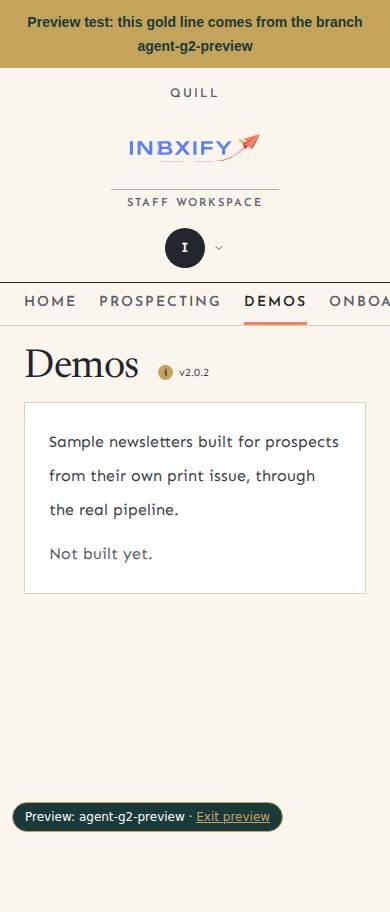 Preview test: this gold line comes from the branch
agent-g2-preview
QUILL
INBXIFY
STAFF WORKSPACE
I
HOME PROSPECTING DEMOS ONBOA
Demos i v2.0.2
Sample newsletters built for prospects
from their own print issue, through
the real pipeline.
Not built yet.
Preview: agent-g2-preview · Exit preview